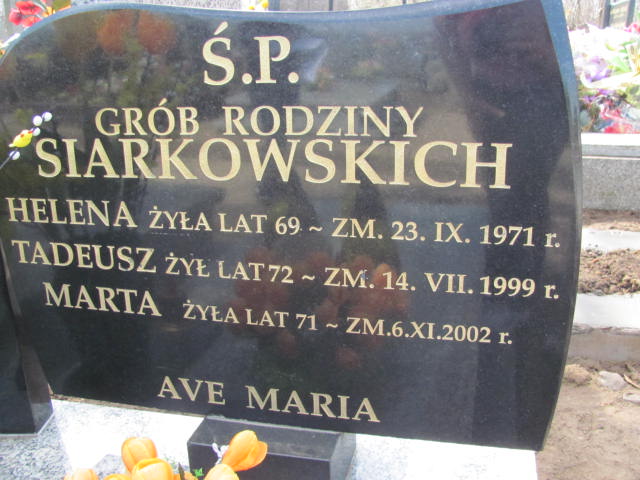 Ś.P.
GRÓB RODZINY
SIARKOWSKICH
HELENA ŻYŁA LAT 69 ~ ZM. 23. IX. 1971 r.
TADEUSZ ŻYŁ LAT 72 ~ ZM. 14. VII. 1999 r.
MARTA ŻYŁA LAT 71 ~ ZM.6.XI.2002 r.
AVE MARIA